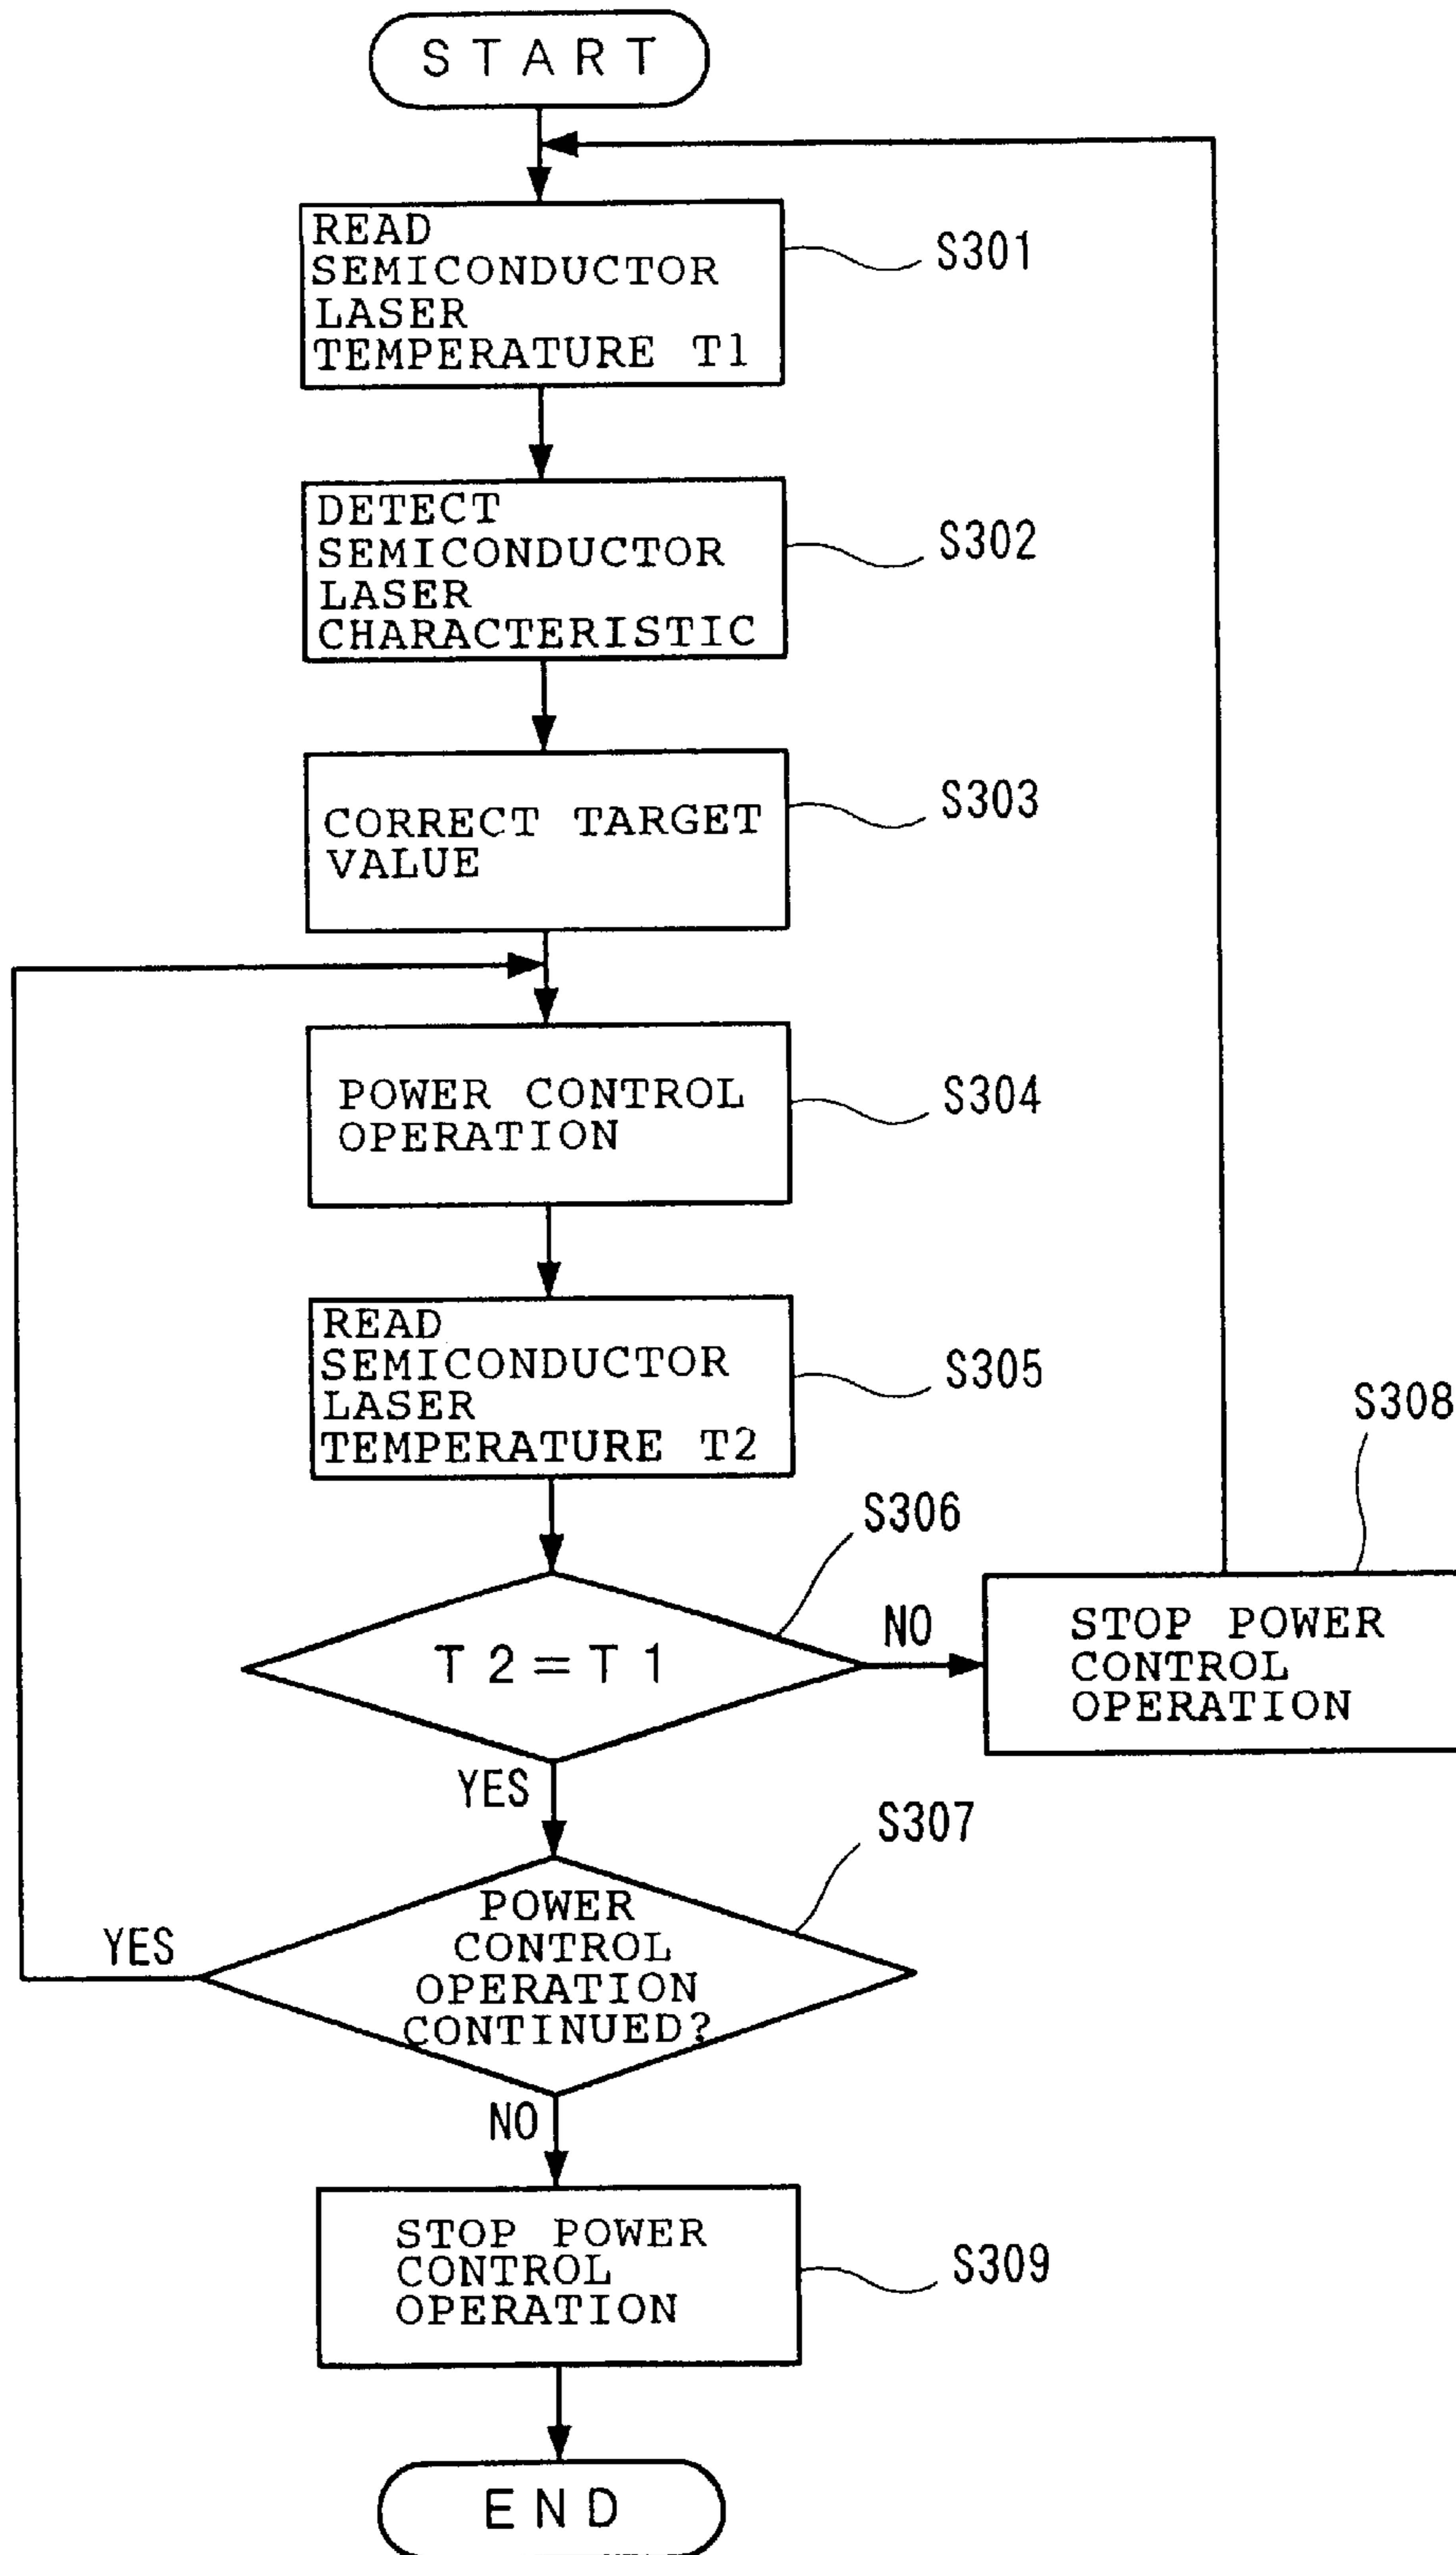 START
READ
SEMICONDUCTOR
LASER
TEMPERATURE T1
S301
DETECT
SEMICONDUCTOR
LASER
CHARACTERISTIC
S302
CORRECT TARGET
VALUE
S303
POWER CONTROL
OPERATION
S304
READ
SEMICONDUCTOR
LASER
TEMPERATURE T2
S305
T2=T1
S306
NO
STOP POWER
CONTROL
OPERATION
S308
YES
POWER
CONTROL
OPERATION
CONTINUED?
S307
YES
NO
STOP POWER
CONTROL
OPERATION
S309
END